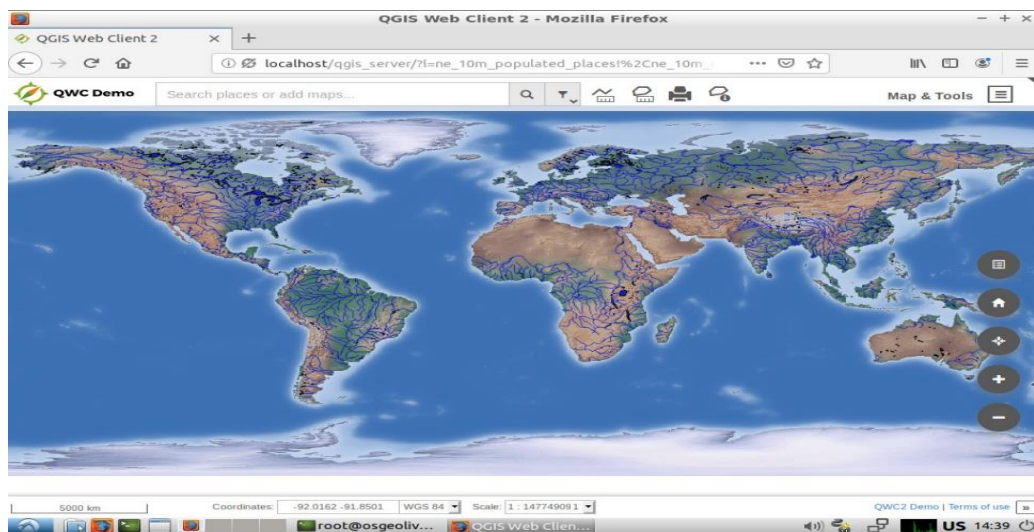 QGIS Web Client 2 - Mozilla Firefox
QGIS Web Client 2
localhost/qgis_server/?l=ne_10m_populated_places!%2Cne_10m_
QWC Demo
Search places or add maps...
Map & Tools
5000 km
Coordinates: -92.0162 -91.8501 WGS 84 Scale: 1 : 147749091
QWC2 Demo | Terms of use
root@osgeoliv...
QGIS Web Clien...
US 14:39